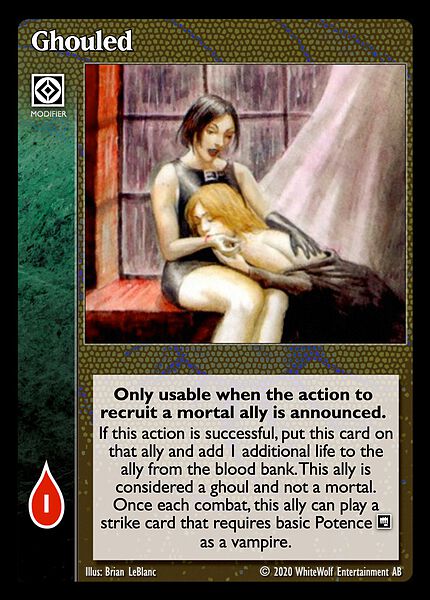 Ghouled
MODIFIER
Only usable when the action to
recruit a mortal ally is announced.
If this action is successful, put this card on
that ally and add 1 additional life to the
ally from the blood bank. This ally is
considered a ghoul and not a mortal.
Once each combat, this ally can play a
strike card that requires basic Potence
as a vampire.
1
Illus: Brian LeBlanc
© 2020 WhiteWolf Entertainment AB